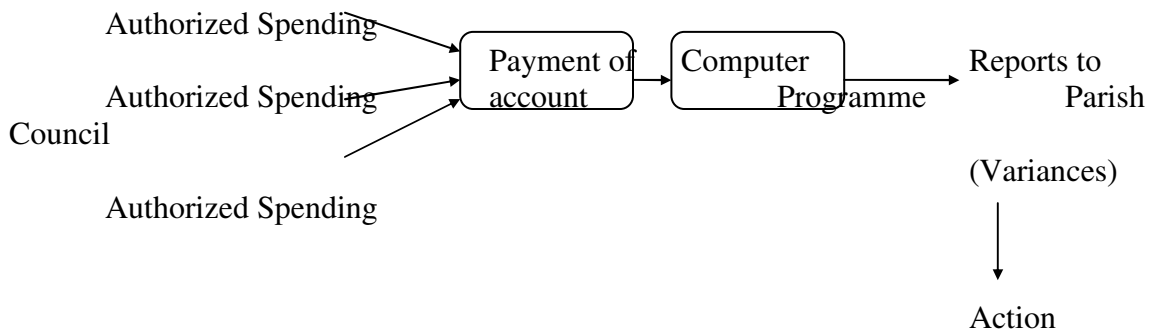 Authorized Spending
Payment of Computer Reports to
Authorized Spending account Programme Parish
Council
(Variances)
Authorized Spending
Action